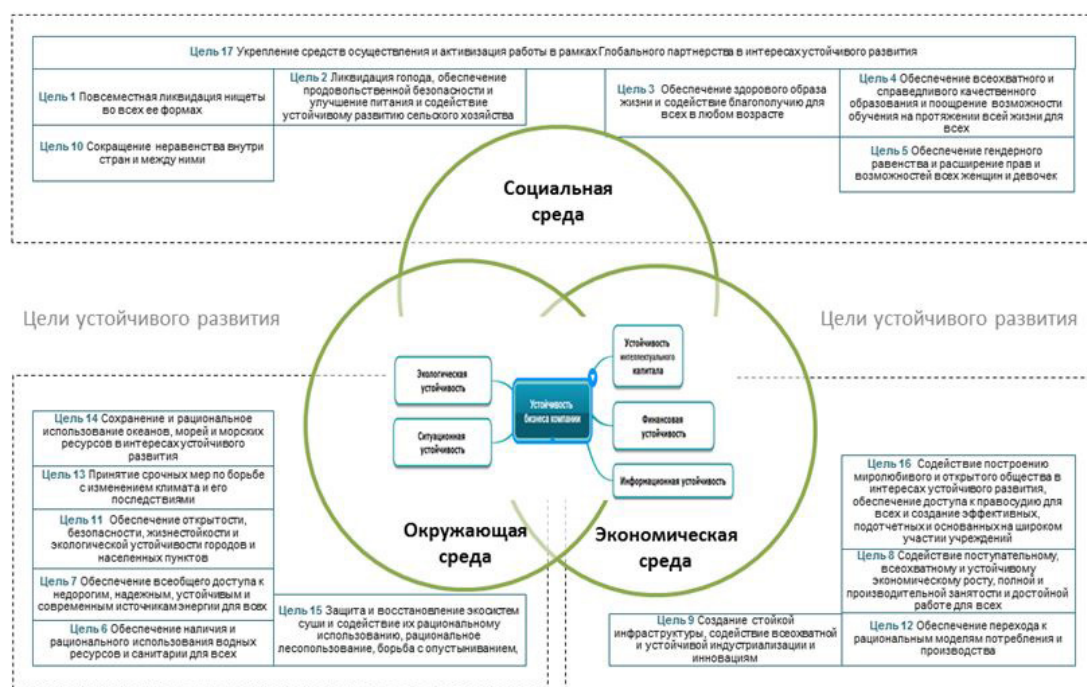 Цель 17 Укрепление средств осуществления и активизация работы в рамках Глобального партнерства в интересах устойчивого развития
Цель 1 Повсеместная ликвидация нищеты
во всех ее формах
Цель 2 Ликвидация голода, обеспечение
продовольственной безопасности и
улучшение питания и содействие
устойчивому развитию сельского хозяйства
Цель 3 Обеспечение здорового образа
жизни и содействие благополучию для
всех в любом возрасте
Цель 4 Обеспечение всеохватного и
справедливого качественного
образования и поощрение возможности
обучения на протяжении всей жизни для
всех
Цель 10 Сокращение неравенства внутри
стран и между ними
Цель 5 Обеспечение гендерного
равенства и расширение прав и
возможностей всех женщин и девочек
Социальная
среда
Цели устойчивого развития
Цели устойчивого развития
Экологическая
устойчивость
Ситуационная
устойчивость
Устойчивость
бизнеса компании
Устойчивость
интеллектуального
капитала
Финансовая
устойчивость
Информационная устойчивость
Окружающая
среда
Экономическая
среда
Цель 14 Сохранение и рациональное
использование океанов, морей и морских
ресурсов в интересах устойчивого
развития
Цель 13 Принятие срочных мер по борьбе
с изменением климата и его
последствиями
Цель 11 Обеспечение открытости,
безопасности, жизнестойкости и
экологической устойчивости городов и
населенных пунктов
Цель 7 Обеспечение всеобщего доступа к
недорогим, надежным, устойчивым и
современным источникам энергии для всех
Цель 6 Обеспечение наличия и
рационального использования водных
ресурсов и санитарии для всех
Цель 15 Защита и восстановление экосистем
суши и содействие их рациональному
использованию, рациональное
лесопользование, борьба с опустыниванием,
Цель 16 Содействие построению
миролюбивого и открытого общества в
интересах устойчивого развития,
обеспечение доступа к правосудию для
всех и создание эффективных,
подотчетных и основанных на широком
участии учреждений
Цель 8 Содействие поступательному,
всеохватному и устойчивому
экономическому росту, полной и
производительной занятости и достойной
работе для всех
Цель 9 Создание стойкой
инфраструктуры, содействие всеохватной
и устойчивой индустриализации и
инновациям
Цель 12 Обеспечение перехода к
рациональным моделям потребления и
производства